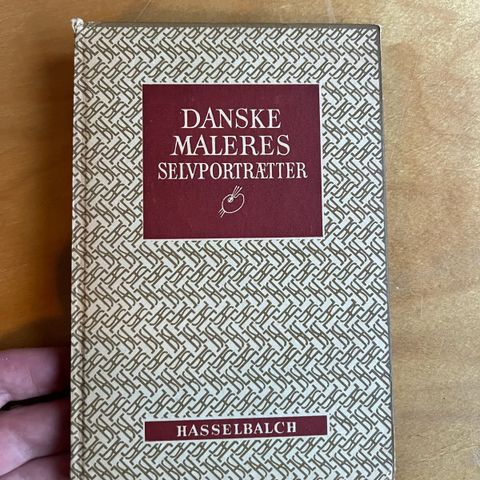 DANSKE
MALERES
SELVPORTRÆTTER
HASSELBALCH